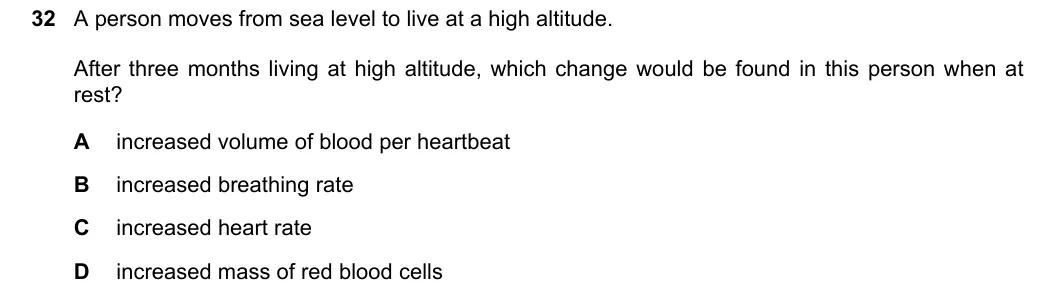 32 A person moves from sea level to live at a high altitude.
After three months living at high altitude, which change would be found in this person when at
rest?
A increased volume of blood per heartbeat
B increased breathing rate
C increased heart rate
D increased mass of red blood cells